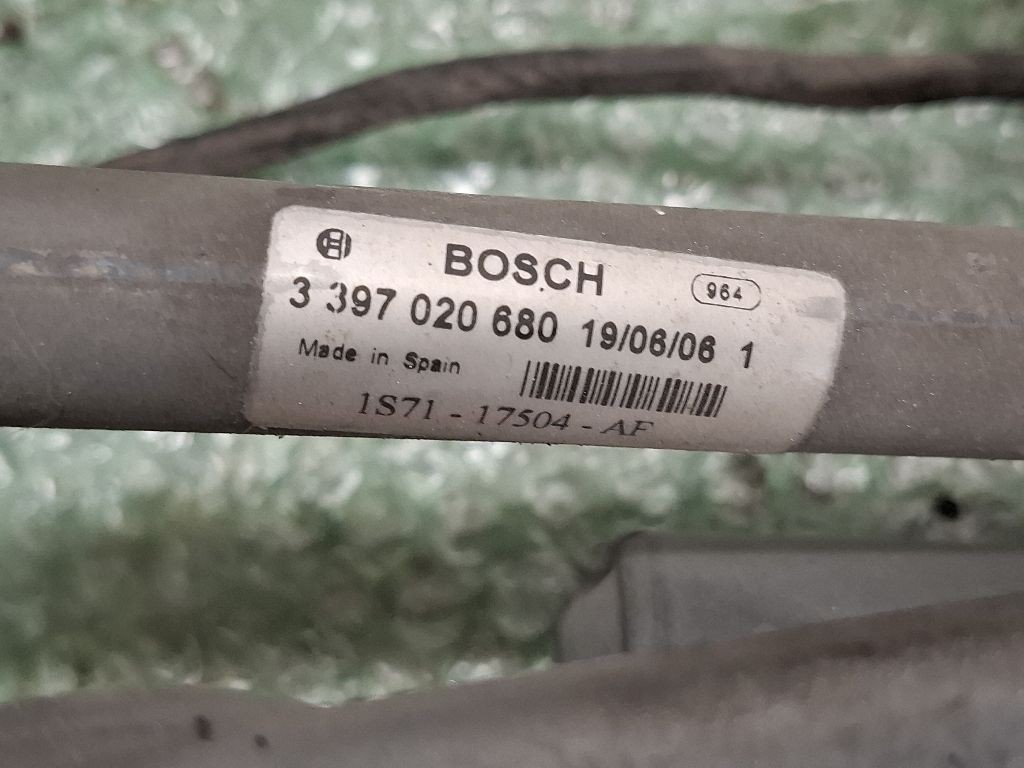 BOSCH 964
3 397 020 680 19/06/06 1
Made in Spain
1S71 - 17504 - AF